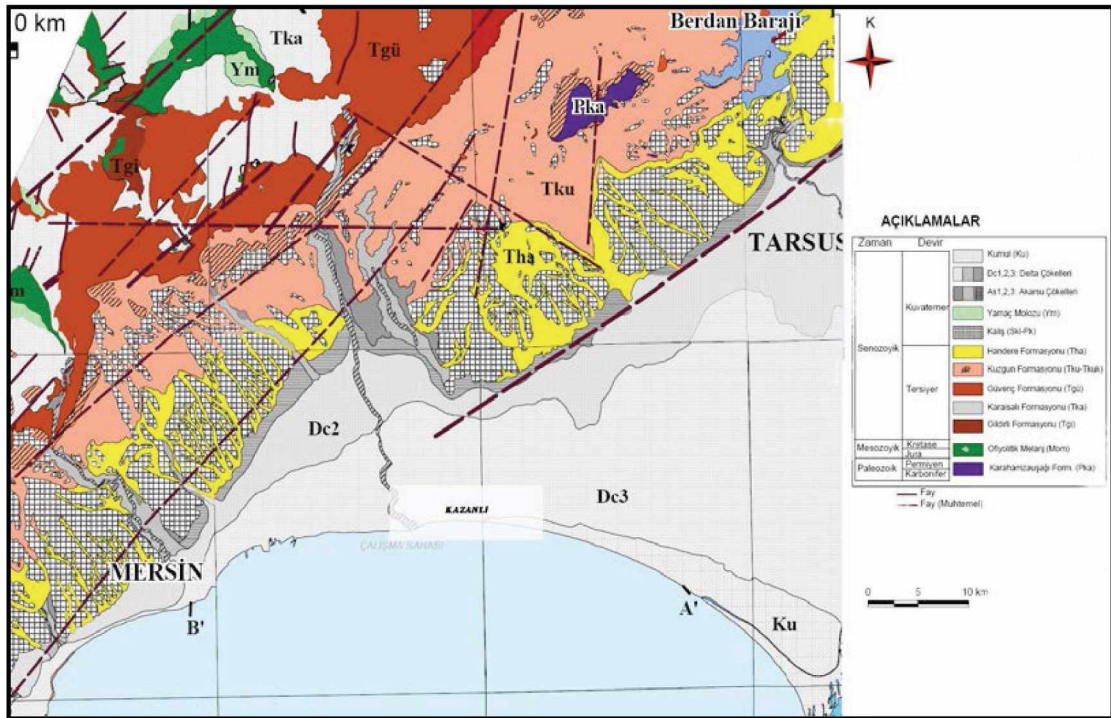 0 km
Tka
Tgü
Berdan Barajı
K
Ym
Pka
Tgi
Tku
Tha
TARSUS
m
Dc2
Dc3
KAZANLİ
ÇALIŞMA SAHASI
MERSİN
B'
A'
Ku
AÇIKLAMALAR
Zaman Devir
Senozoyik
Kuvaterner
Tersiyer
Mesozoyik
Kretase
Jura
Paleozoik
Permiyen
Karbonifer
Kumul (Ku)
Dc1,2,3: Delta Çökelleri
As1,2,3: Akarsu Çökelleri
Yamaç Molozu (Ym)
Kaliş (Skl-Pk)
Handere Formasyonu (Tha)
Kuzgun Formasyonu (Tku-Tkuk)
Güvenç Formasyonu (Tgü)
Karaisalı Formasyonu (Tka)
Gildirli Formasyonu (Tgi)
Ofiyolitik Melanj (Mom)
Karahamzauşağı Form. (Pka)
Fay
Fay (Muhtemel)
0 5 10 km